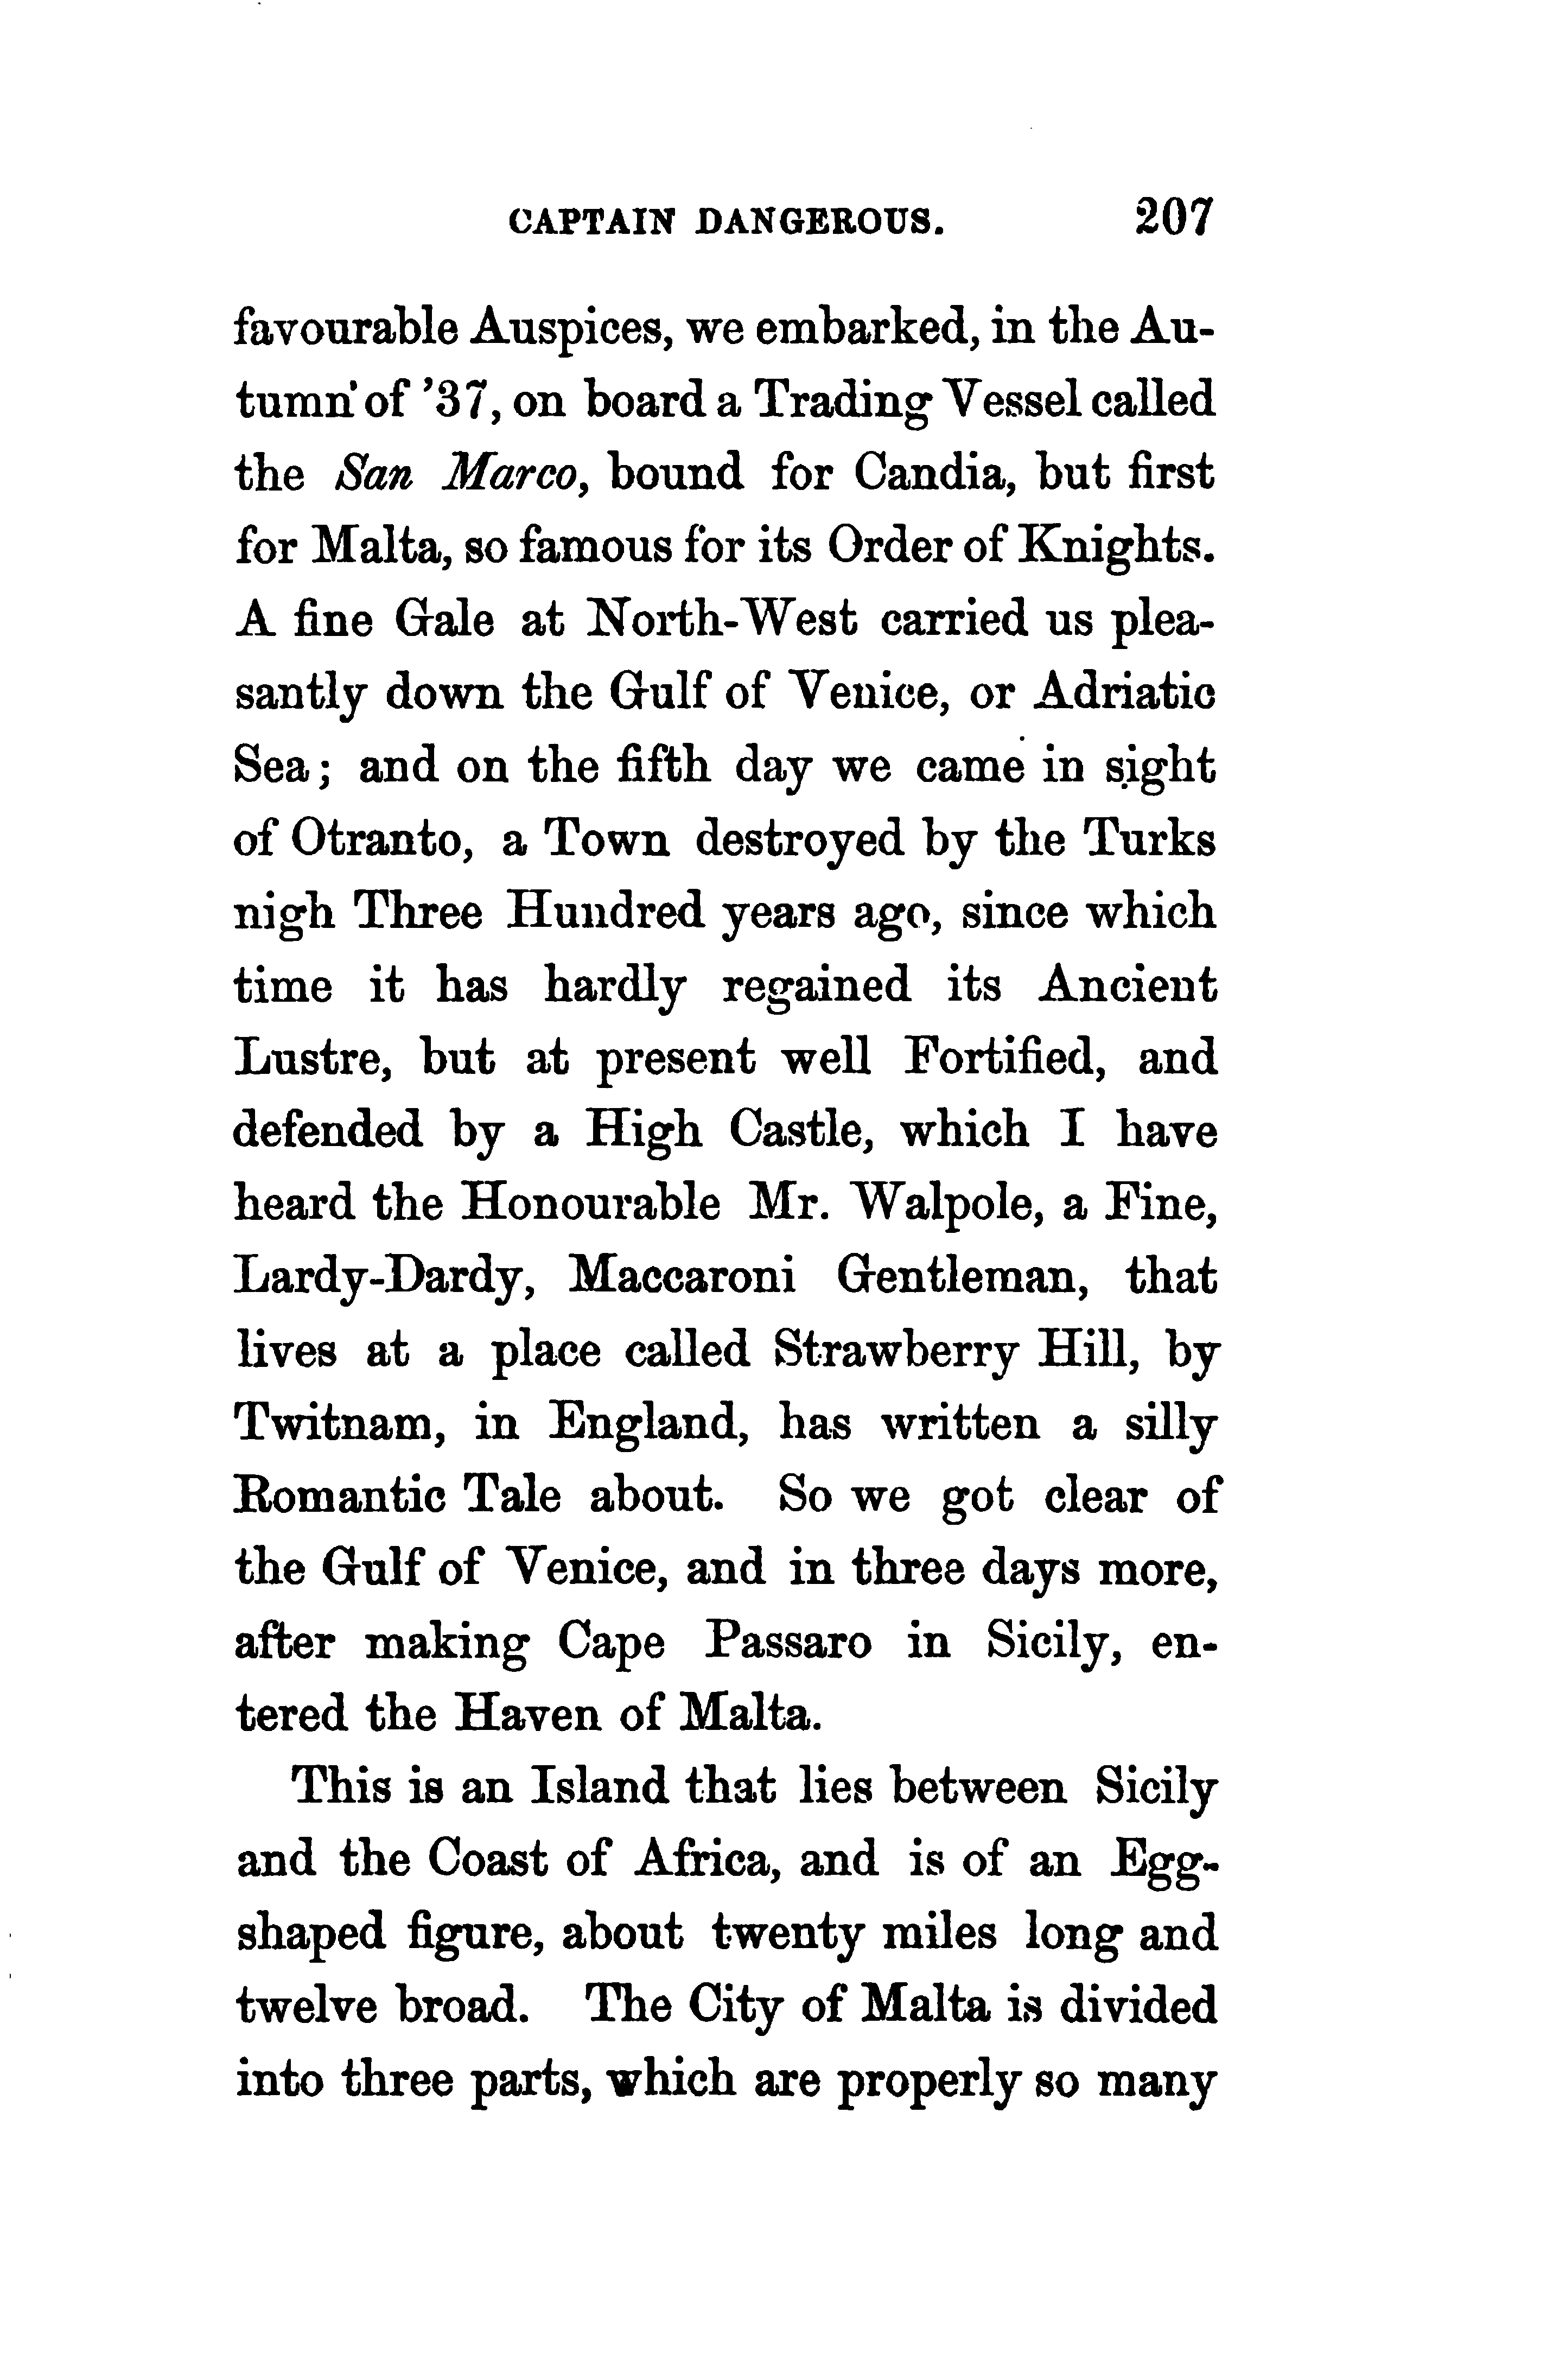 CAPTAIN DANGEROUS. 207
favourable Auspices, we embarked, in the Au-
tumn of '37, on board a Trading Vessel called
the San Marco, bound for Candia, but first
for Malta, so famous for its Order of Knights.
A fine Gale at North-West carried us plea-
santly down the Gulf of Venice, or Adriatic
Sea; and on the fifth day we came in sight
of Otranto, a Town destroyed by the Turks
nigh Three Hundred years ago, since which
time it has hardly regained its Ancient
Lustre, but at present well Fortified, and
defended by a High Castle, which I have
heard the Honourable Mr. Walpole, a Fine,
Lardy-Dardy, Maccaroni Gentleman, that
lives at a place called Strawberry Hill, by
Twitnam, in England, has written a silly
Romantic Tale about. So we got clear of
the Gulf of Venice, and in three days more,
after making Cape Passaro in Sicily, en-
tered the Haven of Malta.
This is an Island that lies between Sicily
and the Coast of Africa, and is of an Egg-
shaped figure, about twenty miles long and
twelve broad. The City of Malta is divided
into three parts, which are properly so many